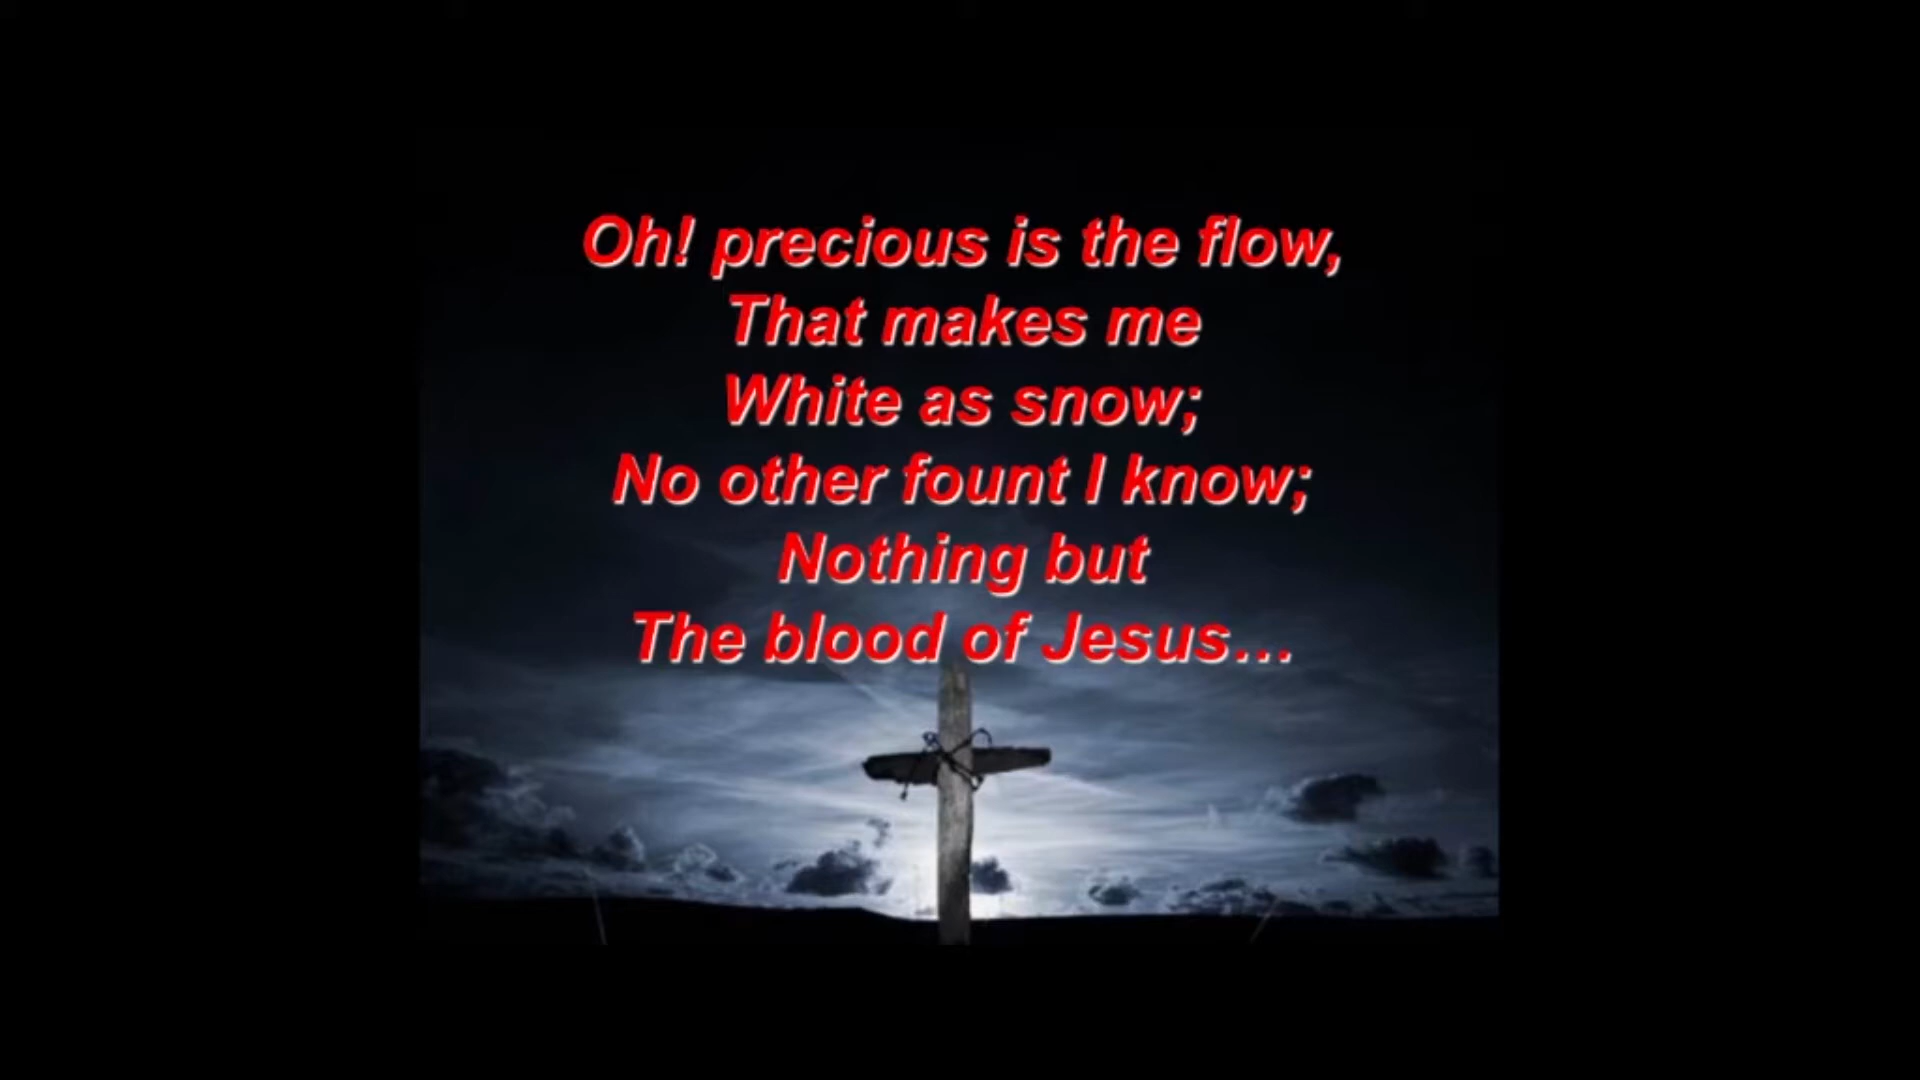 Oh! precious is the flow,
That makes me
White as snow;
No other fount I know;
Nothing but
The blood of Jesus...